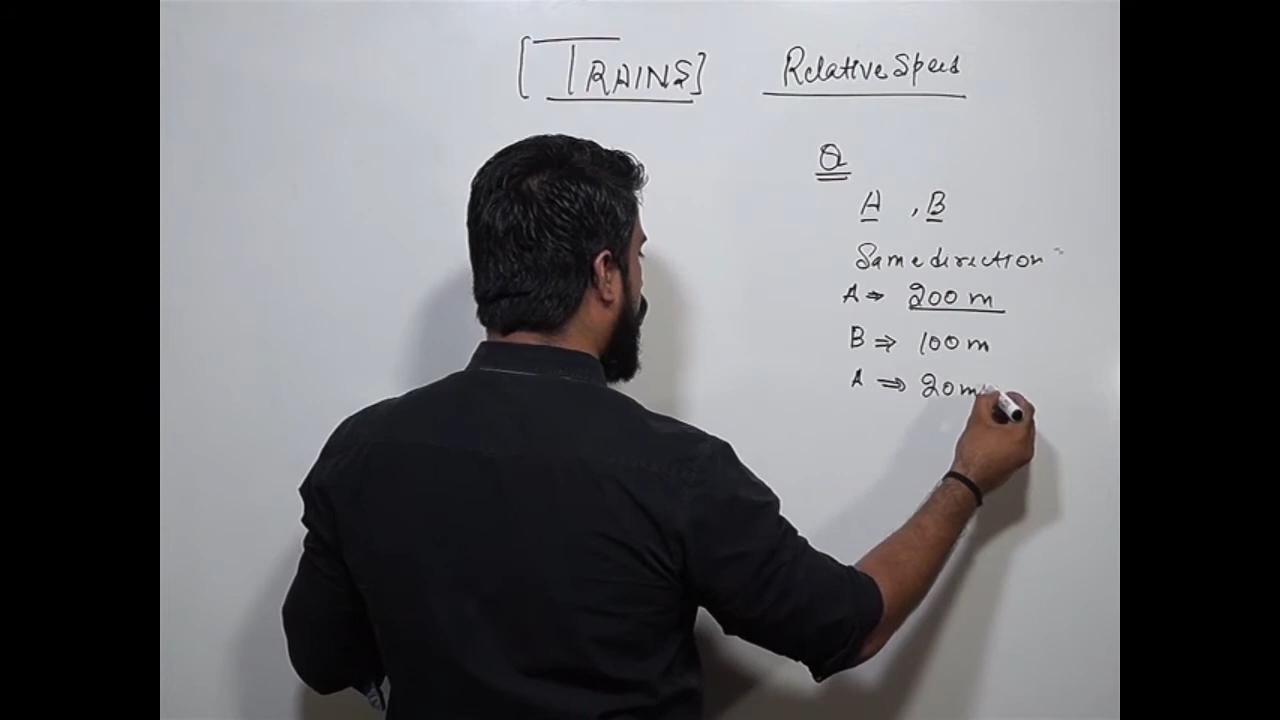 [TRAINS] Relative Speed
Q
A , B
Same direction
A ⇒ 200 m
B ⇒ 100 m
A ⇒ 20 m